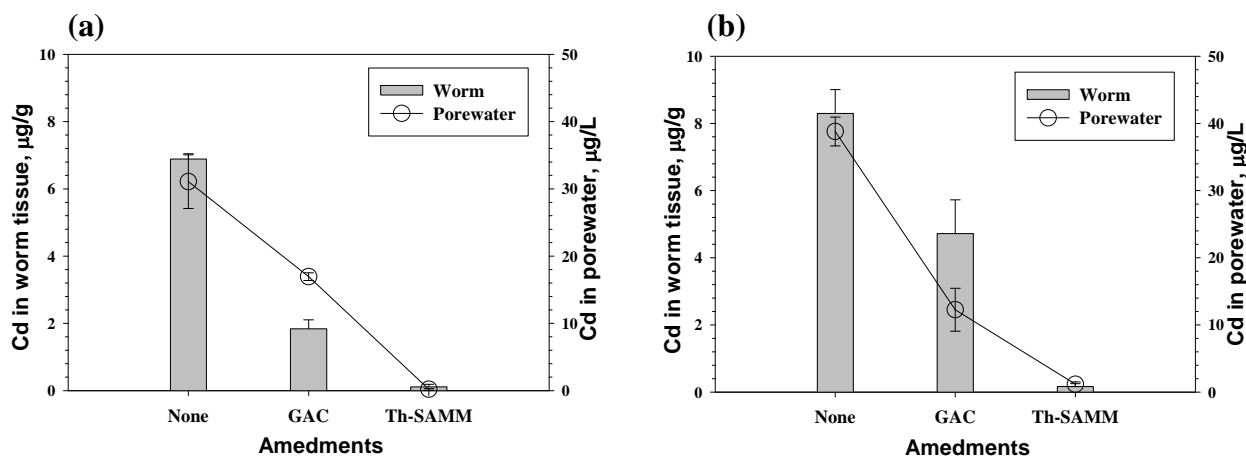 (a)
10
8
6
4
2
0
Cd in worm tissue, µg/g
50
40
30
20
10
0
Cd in porewater, µg/L
Worm
Porewater
None GAC Th-SAMM
Amedments
(b)
10
8
6
4
2
0
Cd in worm tissue, µg/g
50
40
30
20
10
0
Cd in porewater, µg/L
Worm
Porewater
None GAC Th-SAMM
Amedments